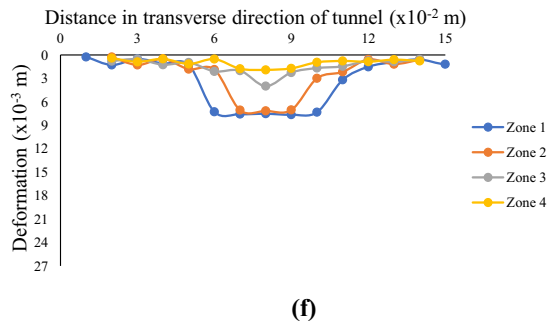 Distance in transverse direction of tunnel (x10-2 m)
0 3 6 9 12 15
Deformation (x10-3 m)
0
3
6
9
12
15
18
21
24
27
Zone 1
Zone 2
Zone 3
Zone 4
(f)